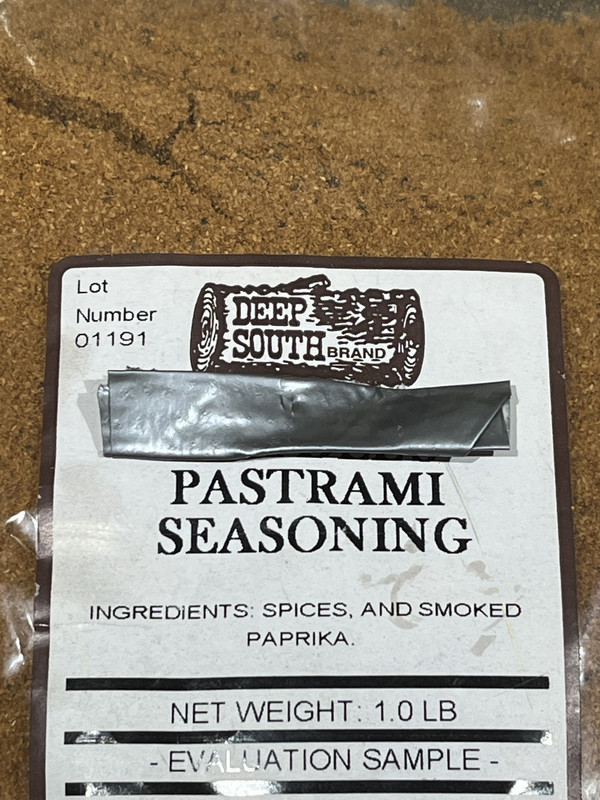 Lot
Number
01191
DEEP
SOUTH BRAND
PASTRAMI
SEASONING
INGREDIENTS: SPICES, AND SMOKED
PAPRIKA.
NET WEIGHT: 1.0 LB
- EVALUATION SAMPLE -